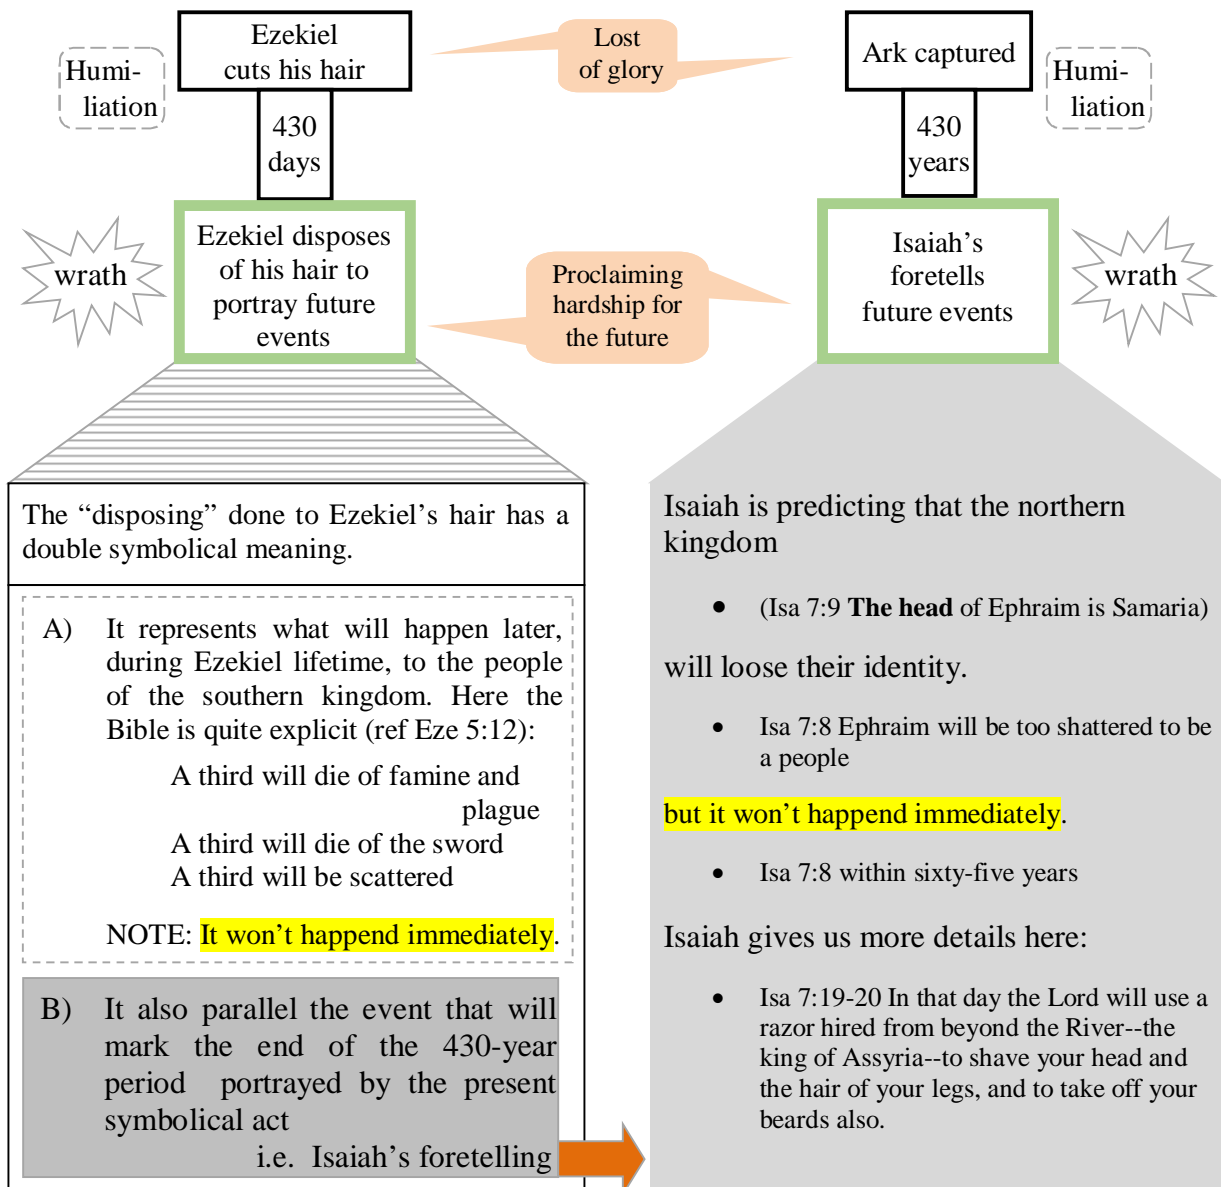 Ezekiel
cuts his hair
Lost
of glory
Ark captured
Humi-
liation
Humi-
liation
430
days
430
years
Ezekiel disposes
of his hair to
portray future
events
wrath
Proclaiming
hardship for
the future
Isaiah’s
foretells
future events
wrath
The “disposing” done to Ezekiel’s hair has a
double symbolical meaning.
A) It represents what will happen later,
during Ezekiel lifetime, to the people
of the southern kingdom. Here the
Bible is quite explicit (ref Eze 5:12):
A third will die of famine and
plague
A third will die of the sword
A third will be scattered
NOTE: It won’t happend immediately.
B) It also parallel the event that will
mark the end of the 430-year
period portrayed by the present
symbolical act
i.e. Isaiah’s foretelling
Isaiah is predicting that the northern
kingdom
• (Isa 7:9 The head of Ephraim is Samaria)
will loose their identity.
• Isa 7:8 Ephraim will be too shattered to be
a people
but it won’t happend immediately.
• Isa 7:8 within sixty-five years
Isaiah gives us more details here:
• Isa 7:19-20 In that day the Lord will use a
razor hired from beyond the River--the
king of Assyria--to shave your head and
the hair of your legs, and to take off your
beards also.